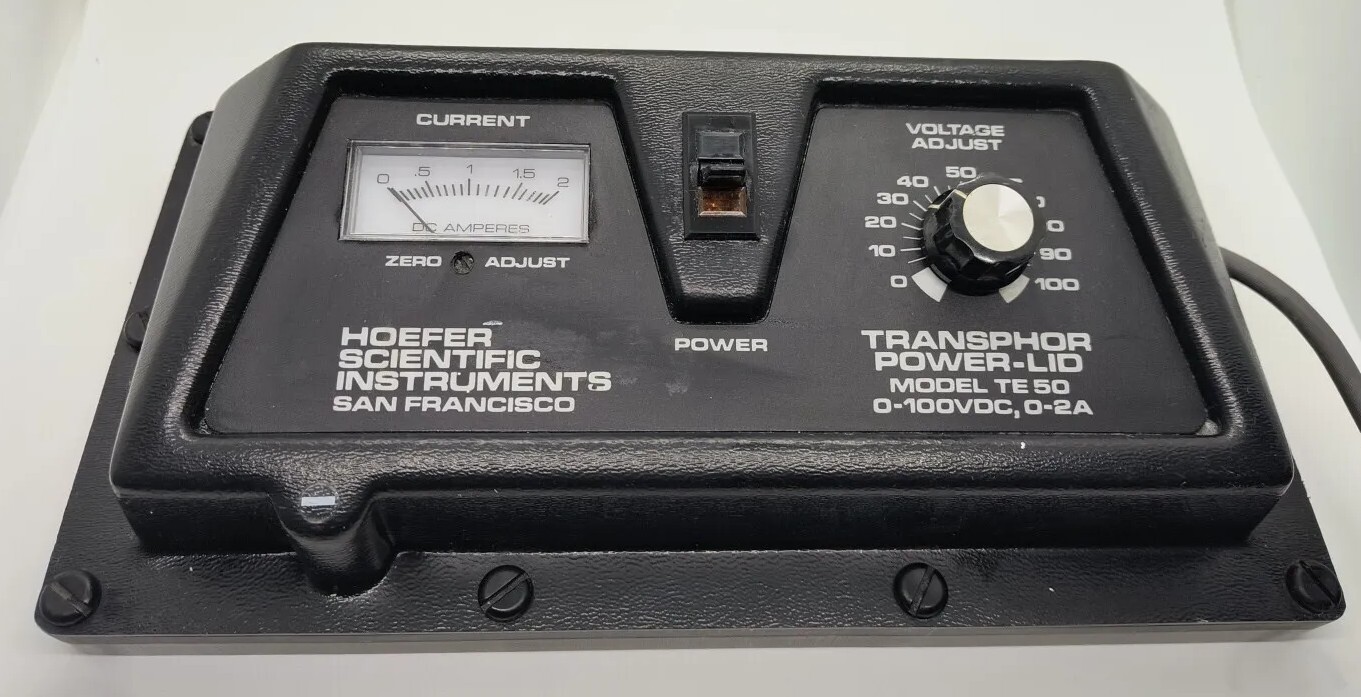 CURRENT
0 .5 1 1.5 2
DC AMPERES
ZERO ADJUST
HOEFER
SCIENTIFIC
INSTRUMENTS
SAN FRANCISCO
POWER
VOLTAGE
ADJUST
0
10
20
30
40
50
90
100
TRANSPHOR
POWER-LID
MODEL TE 50
0-100VDC, 0-2A